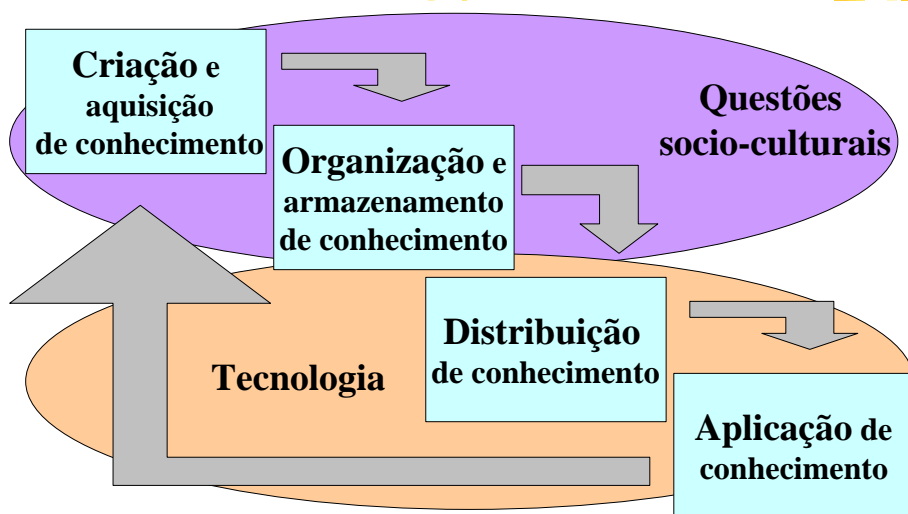 Criação e
aquisição
de conhecimento
Questões
socio-culturais
Organização e
armazenamento
de conhecimento
Distribuição
de conhecimento
Tecnologia
Aplicação de
conhecimento